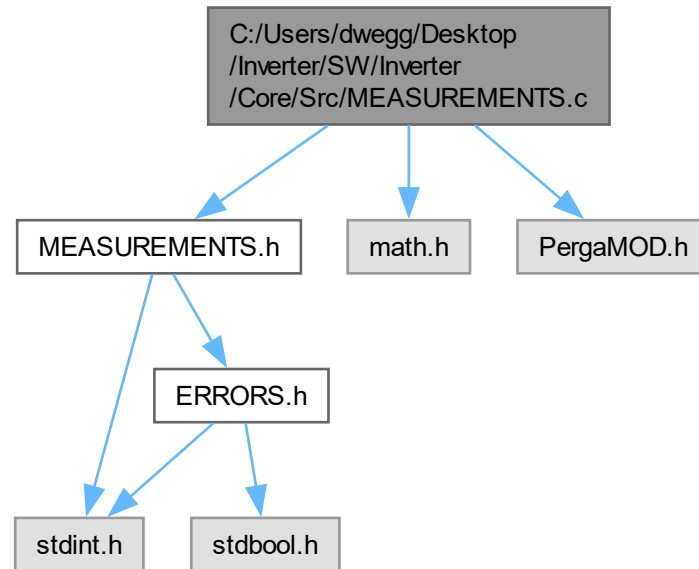 C:/Users/dwegg/Desktop
/Inverter/SW/Inverter
/Core/Src/MEASUREMENTS.c
MEASUREMENTS.h
math.h
PergaMOD.h
ERRORS.h
stdint.h
stdbool.h